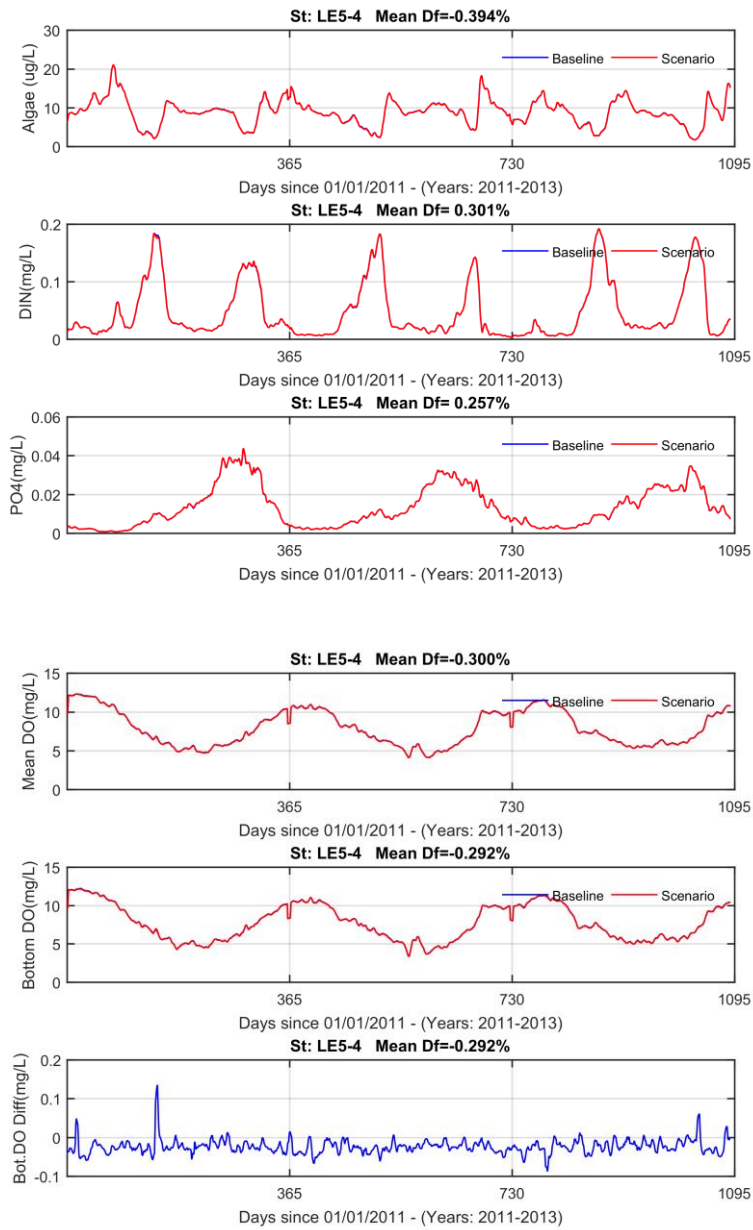 St: LE5-4 Mean Df=-0.394%
30
20
10
0
Algae (ug/L)
Baseline
Scenario
365
730
1095
Days since 01/01/2011 - (Years: 2011-2013)
St: LE5-4 Mean Df= 0.301%
0.2
0.1
0
DIN(mg/L)
Baseline
Scenario
365
730
1095
Days since 01/01/2011 - (Years: 2011-2013)
St: LE5-4 Mean Df= 0.257%
0.06
0.04
0.02
0
PO4(mg/L)
Baseline
Scenario
365
730
1095
Days since 01/01/2011 - (Years: 2011-2013)
St: LE5-4 Mean Df=-0.300%
15
10
5
0
Mean DO(mg/L)
Baseline
Scenario
365
730
1095
Days since 01/01/2011 - (Years: 2011-2013)
St: LE5-4 Mean Df=-0.292%
15
10
5
0
Bottom DO(mg/L)
Baseline
Scenario
365
730
1095
Days since 01/01/2011 - (Years: 2011-2013)
St: LE5-4 Mean Df=-0.292%
0.2
0.1
0
-0.1
Bot.DO Diff(mg/L)
365
730
1095
Days since 01/01/2011 - (Years: 2011-2013)